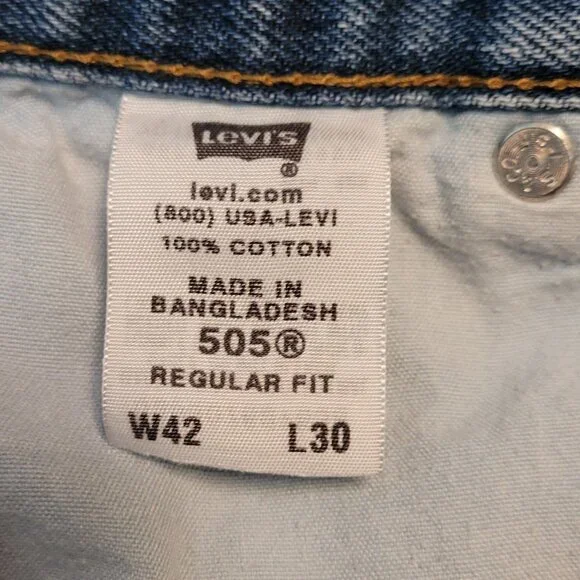 Levi's
®
levi.com
(800) USA-LEVI
100% COTTON
MADE IN
BANGLADESH
505®
REGULAR FIT
W42 L30